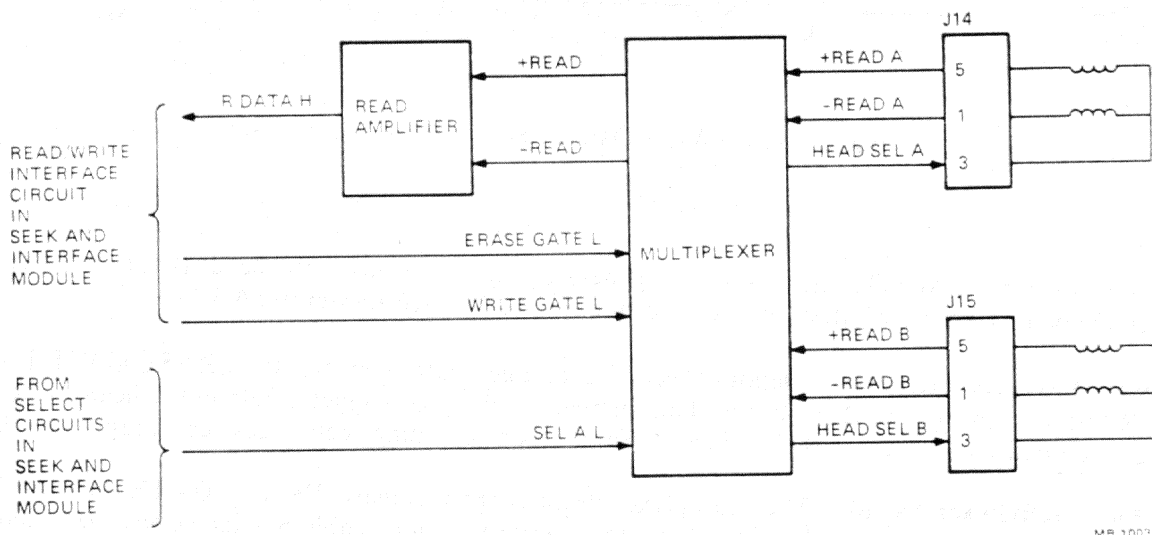 J14
+READ
+READ A
5
R DATA H
READ
AMPLIFIER
-READ A
1
READ/WRITE
INTERFACE
CIRCUIT
IN
SEEK AND
INTERFACE
MODULE
-READ
HEAD SEL A
3
ERASE GATE L
MULTIPLEXER
WRITE GATE L
J15
+READ B
5
-READ B
1
FROM
SELECT
CIRCUITS
IN
SEEK AND
INTERFACE
MODULE
SEL A L
HEAD SEL B
3